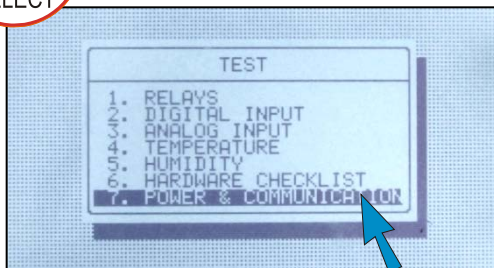 TEST
1. RELAYS
2. DIGITAL INPUT
3. ANALOG INPUT
4. TEMPERATURE
5. HUMIDITY
6. HARDWARE CHECKLIST
7. POWER & COMMUNICATION